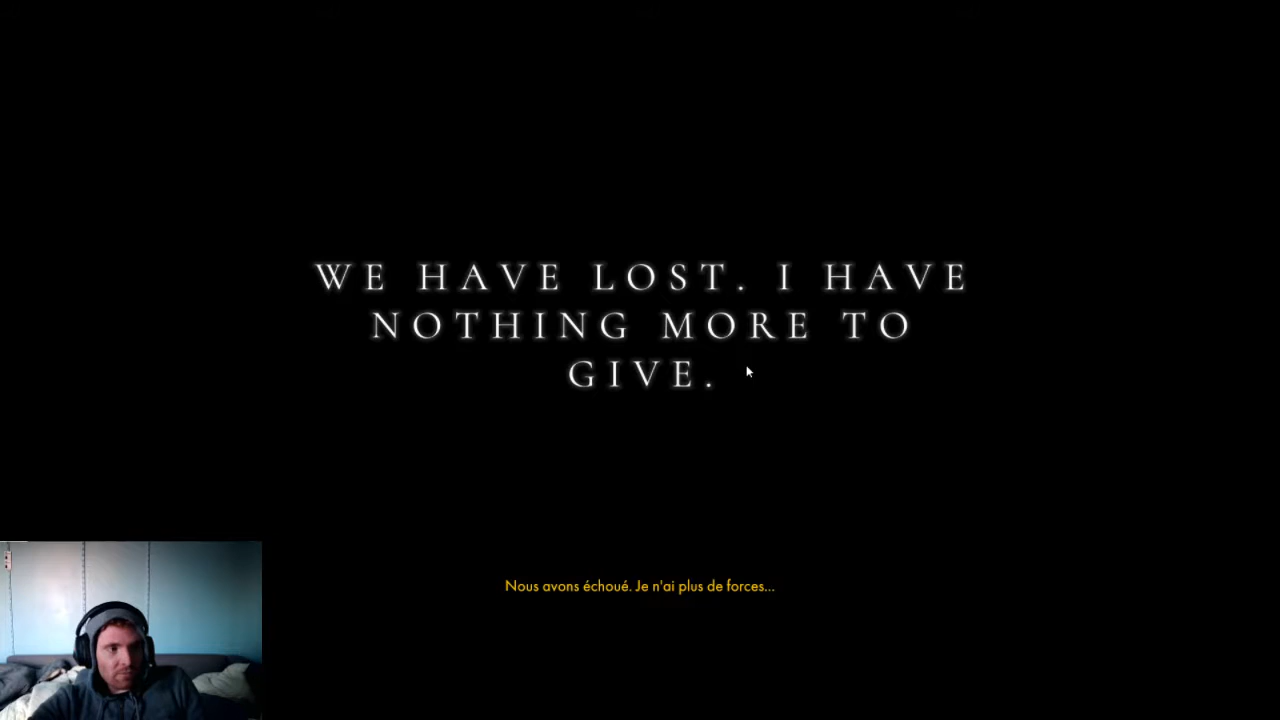 WE HAVE LOST. I HAVE
NOTHING MORE TO
GIVE.
Nous avons échoué. Je n'ai plus de forces...